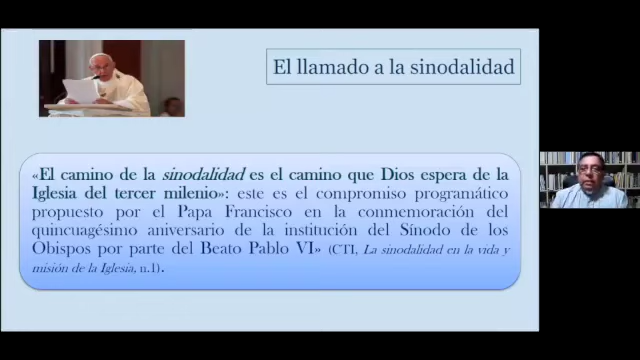 El llamado a la sinodalidad
«El camino de la sinodalidad es el camino que Dios espera de la
Iglesia del tercer milenio»: este es el compromiso programático
propuesto por el Papa Francisco en la conmemoración del
quincuagésimo aniversario de la institución del Sínodo de los
Obispos por parte del Beato Pablo VI» (CTI, La sinodalidad en la vida y
misión de la Iglesia, n.1).